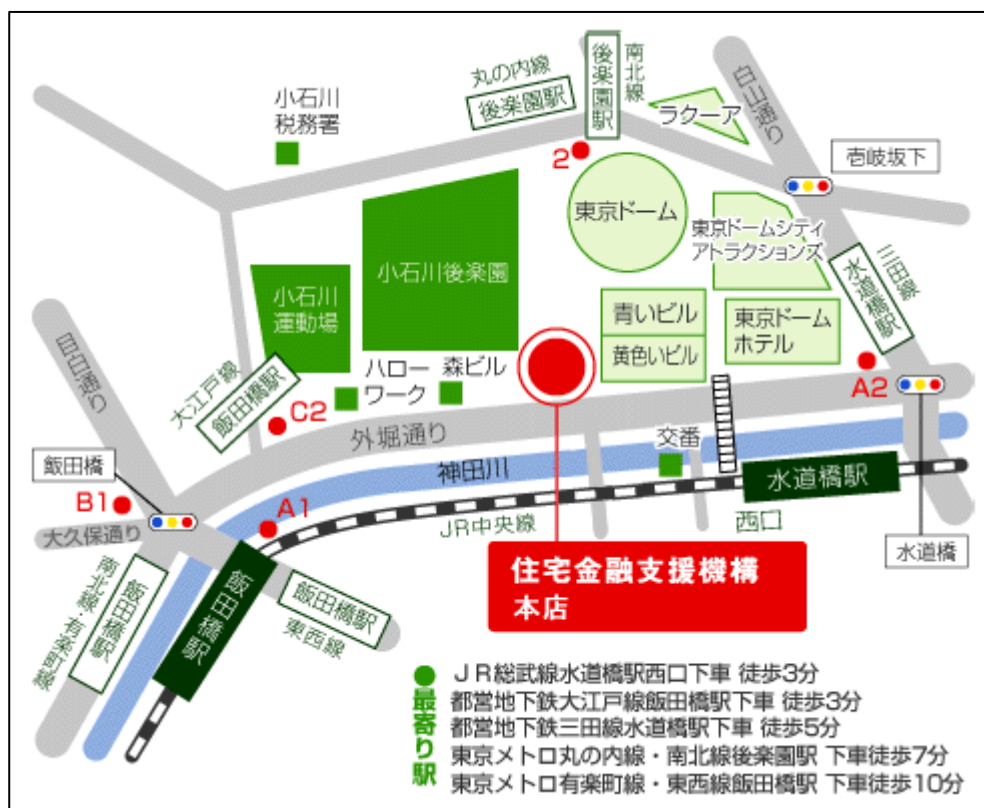 丸の内線
後楽園駅
後楽園駅
南北線
ラクーア
白山通り
壱岐坂下
小石川
税務署
2
東京ドーム
東京ドームシティ
アトラクションズ
三田線
水道橋駅
小石川後楽園
小石川
運動場
青いビル
黄色いビル
東京ドーム
ホテル
A2
目白通り
大江戸線
飯田橋駅
C2
ハロー
ワーク
森ビル
外堀通り
神田川
交番
水道橋駅
西口
JR中央線
水道橋
飯田橋
B1
A1
大久保通り
南北線・有楽町線
飯田橋駅
飯田橋駅
飯田橋駅
東西線
住宅金融支援機構
本店
最寄り駅
JR総武線水道橋駅西口下車 徒歩3分
都営地下鉄大江戸線飯田橋駅下車 徒歩3分
都営地下鉄三田線水道橋駅下車 徒歩5分
東京メトロ丸の内線・南北線後楽園駅 下車徒歩7分
東京メトロ有楽町線・東西線飯田橋駅 下車徒歩10分